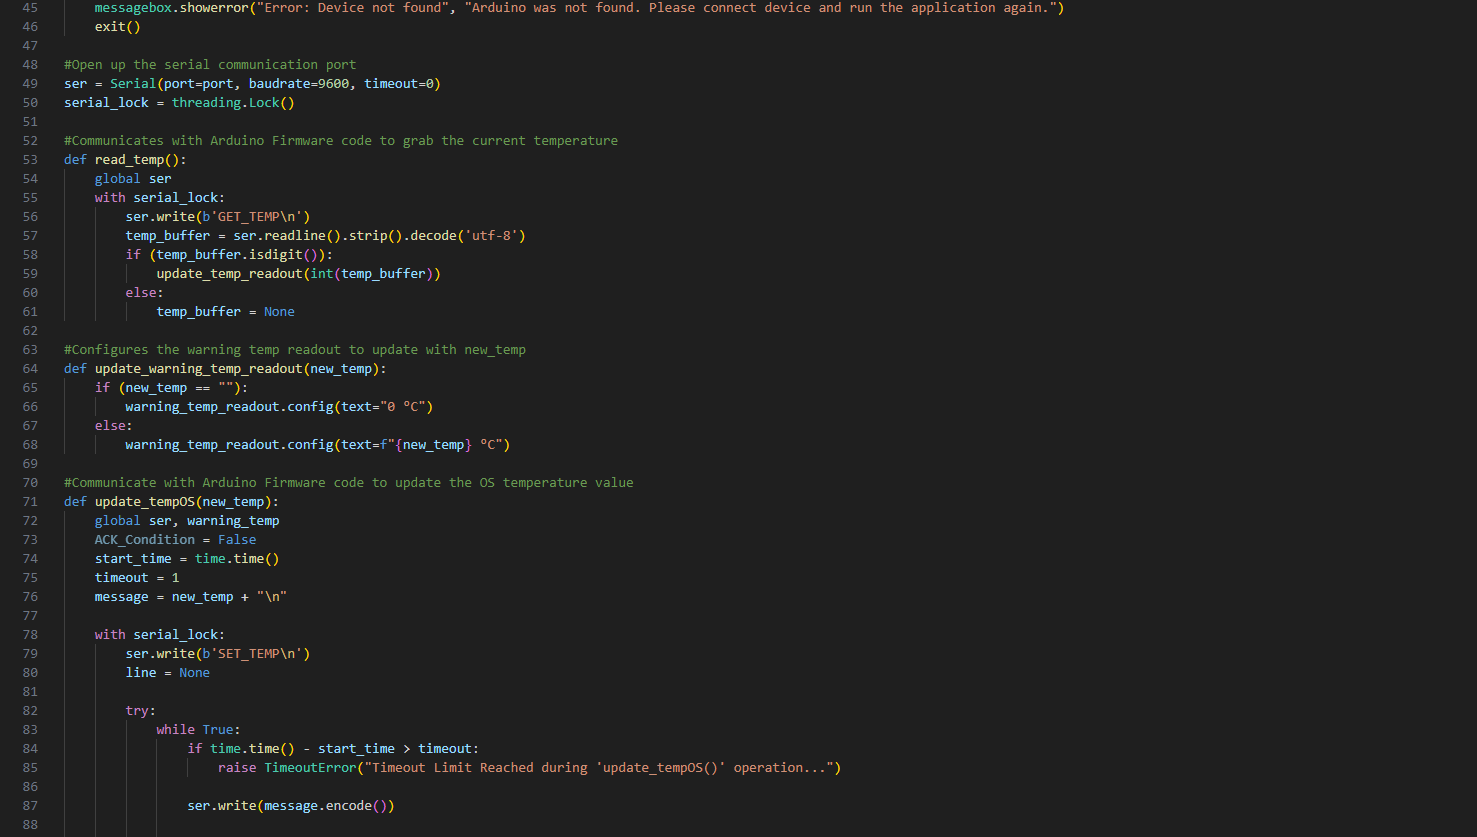 45 messagebox.showerror("Error: Device not found", "Arduino was not found. Please connect device and run the application again.")
46 exit()
47
48 #Open up the serial communication port
49 ser = Serial(port=port, baudrate=9600, timeout=0)
50 serial_lock = threading.Lock()
51
52 #Communicates with Arduino Firmware code to grab the current temperature
53 def read_temp():
54 global ser
55 with serial_lock:
56 ser.write(b'GET_TEMP\n')
57 temp_buffer = ser.readline().strip().decode('utf-8')
58 if (temp_buffer.isdigit()):
59 update_temp_readout(int(temp_buffer))
60 else:
61 temp_buffer = None
62
63 #Configures the warning temp readout to update with new_temp
64 def update_warning_temp_readout(new_temp):
65 if (new_temp == ""):
66 warning_temp_readout.config(text="0 °C")
67 else:
68 warning_temp_readout.config(text=f"{new_temp} °C")
69
70 #Communicate with Arduino Firmware code to update the OS temperature value
71 def update_tempOS(new_temp):
72 global ser, warning_temp
73 ACK_Condition = False
74 start_time = time.time()
75 timeout = 1
76 message = new_temp + "\n"
77
78 with serial_lock:
79 ser.write(b'SET_TEMP\n')
80 line = None
81
82 try:
83 while True:
84 if time.time() - start_time > timeout:
85 raise TimeoutError("Timeout Limit Reached during 'update_tempOS()' operation...")
86
87 ser.write(message.encode())
88